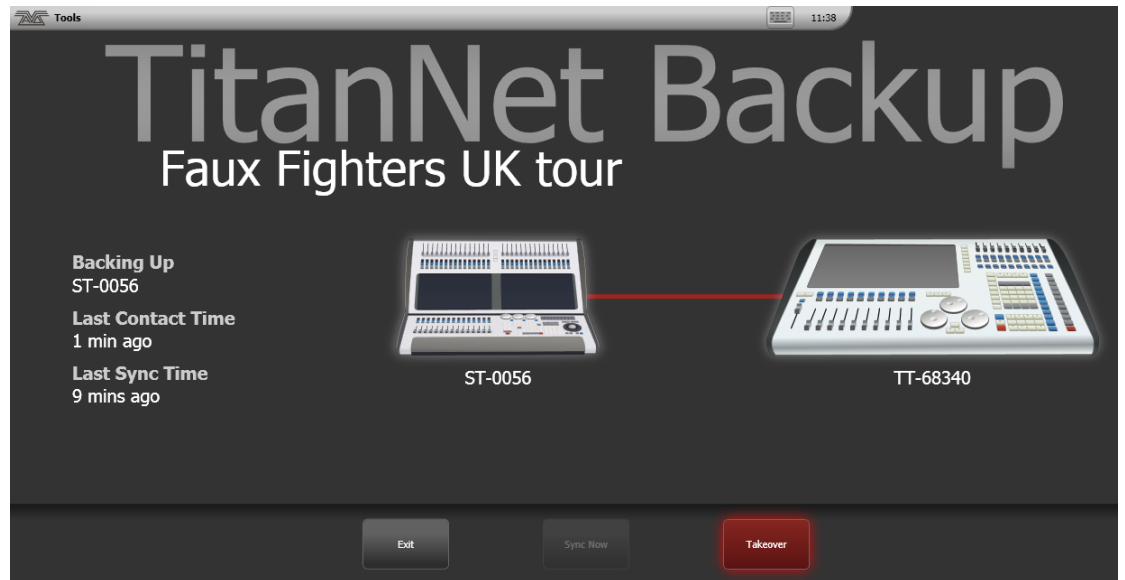 Tools
11:38
TitanNet Backup
Faux Fighters UK tour
Backing Up
ST-0056
Last Contact Time
1 min ago
Last Sync Time
9 mins ago
ST-0056
TT-68340
Exit
Sync Now
Takeover